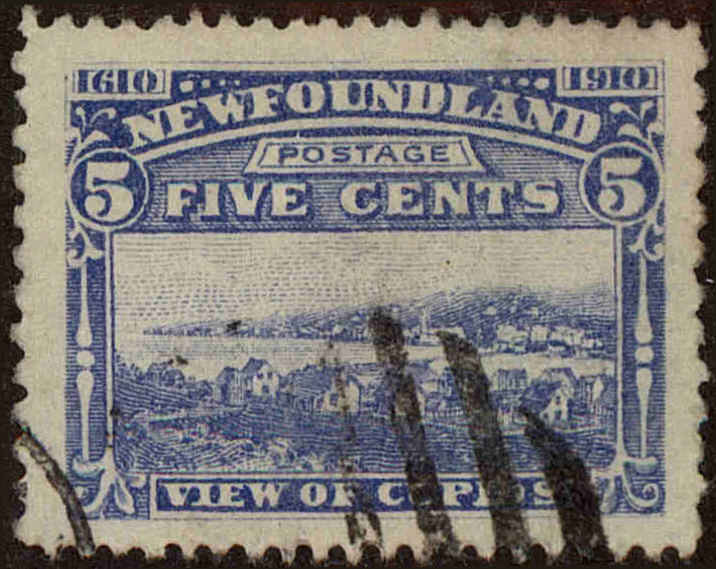 1610 1910
NEWFOUNDLAND
POSTAGE
5 FIVE CENTS 5
VIEW OF